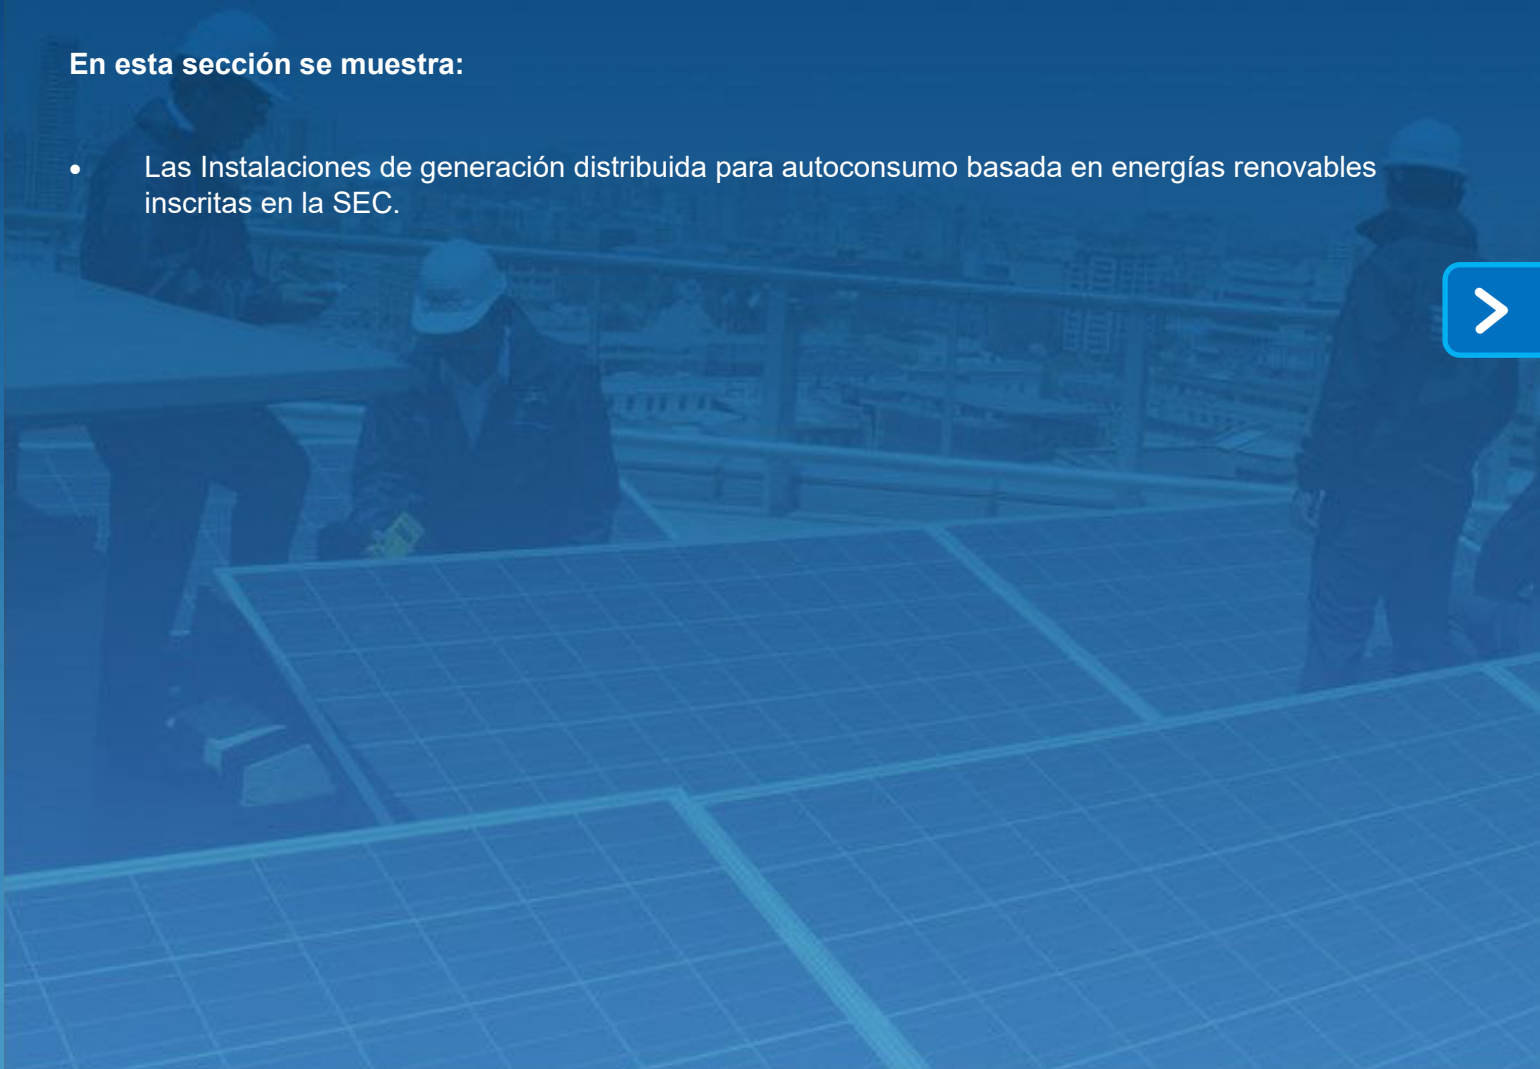 En esta sección se muestra:
• Las Instalaciones de generación distribuida para autoconsumo basada en energías renovables
inscritas en la SEC.